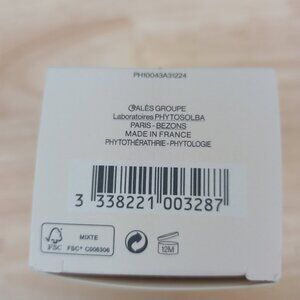 PH10043A31224
ALÈS GROUPE
Laboratoires PHYTOSOLBA
PARIS - BEZONS
MADE IN FRANCE
PHYTOTHÉRATHRIE - PHYTOLOGIE
3 338221 003287
FSC
MIXTE
FSC® C008306
12M